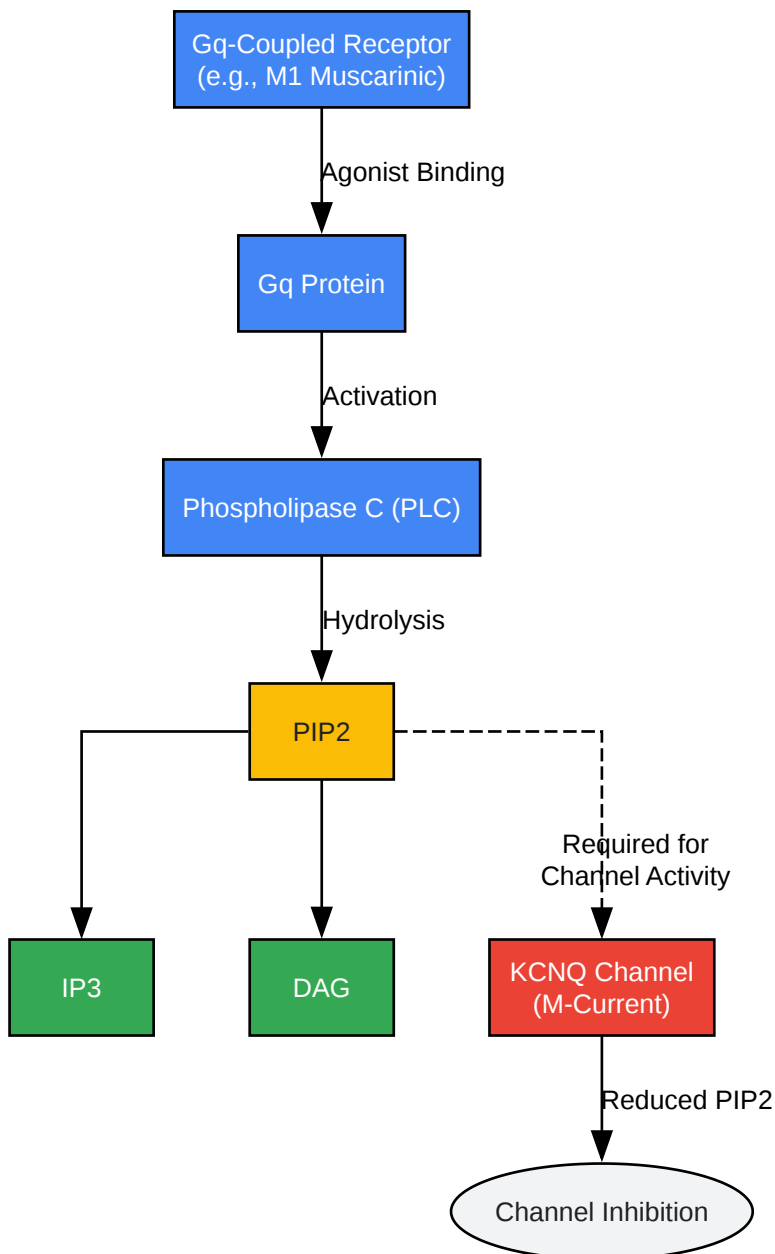 Gq-Coupled Receptor
(e.g., M1 Muscarinic)
Agonist Binding
Gq Protein
Activation
Phospholipase C (PLC)
Hydrolysis
PIP2
Required for
Channel Activity
IP3
DAG
KCNQ Channel
(M-Current)
Reduced PIP2
Channel Inhibition